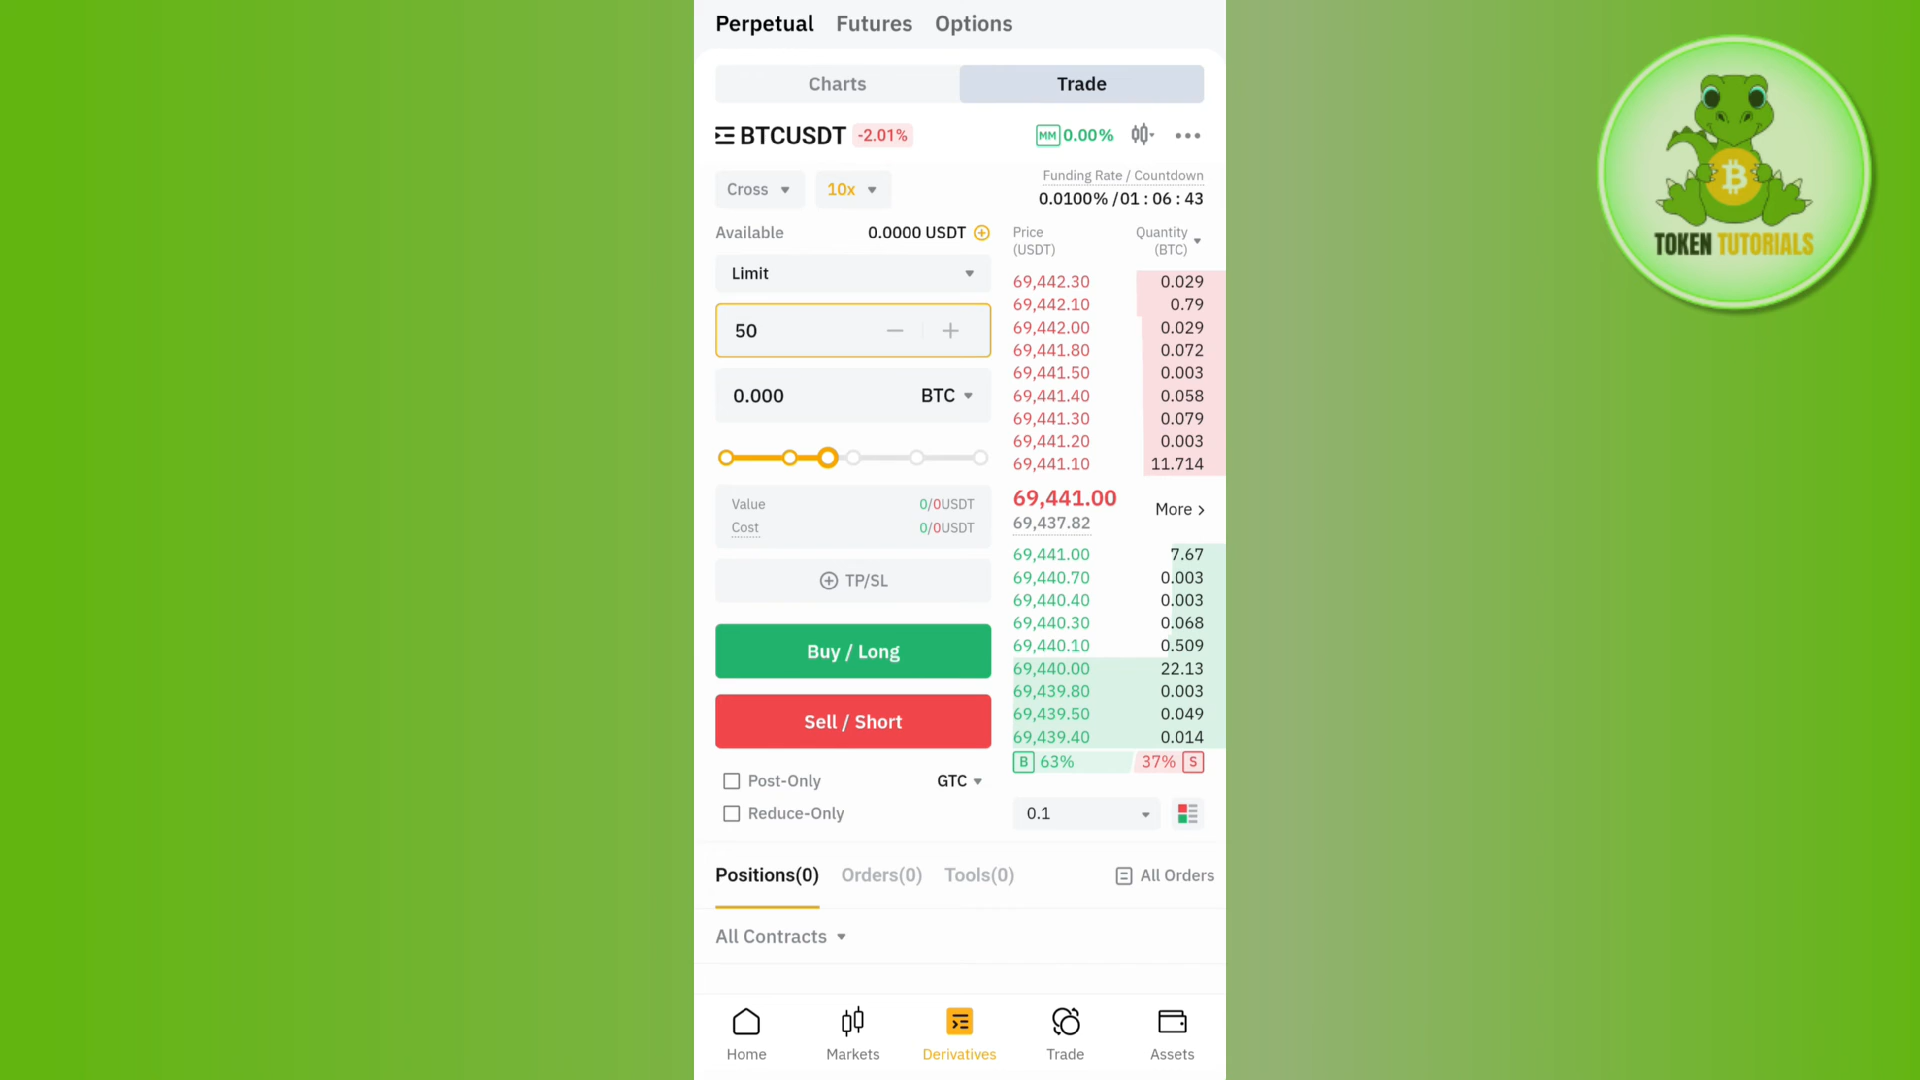 Perpetual Futures Options
Charts Trade
BTCUSDT -2.01% MM 0.00%
Cross 10x
Funding Rate / Countdown
0.0100% /01 : 06 : 43
Available 0.0000 USDT
Limit
50
0.000 BTC
Value 0/0USDT
Cost 0/0USDT
TP/SL
Buy / Long
Sell / Short
Post-Only GTC
Reduce-Only
Price Quantity
(USDT) (BTC)
69,442.30 0.029
69,442.10 0.79
69,442.00 0.029
69,441.80 0.072
69,441.50 0.003
69,441.40 0.058
69,441.30 0.079
69,441.20 0.003
69,441.10 11.714
69,441.00
69,437.82
More >
69,441.00 7.67
69,440.70 0.003
69,440.40 0.003
69,440.30 0.068
69,440.10 0.509
69,440.00 22.13
69,439.80 0.003
69,439.50 0.049
69,439.40 0.014
B 63% 37% S
0.1
Positions(0) Orders(0) Tools(0) All Orders
All Contracts
Home Markets Derivatives Trade Assets
TOKEN TUTORIALS